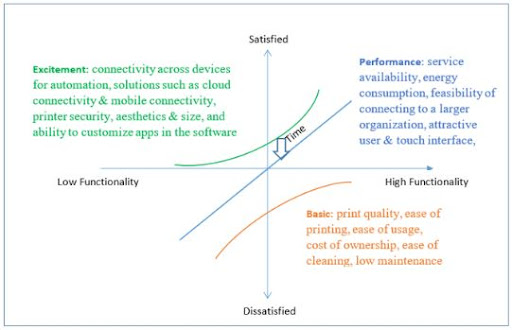 Satisfied
Excitement: connectivity across devices
for automation, solutions such as cloud
connectivity & mobile connectivity,
printer security, aesthetics & size, and
ability to customize apps in the software
Performance: service
availability, energy
consumption, feasibility of
connecting to a larger
organization, attractive
user & touch interface,
Time
Low Functionality
High Functionality
Basic: print quality, ease of
printing, ease of usage,
cost of ownership, ease of
cleaning, low maintenance
Dissatisfied